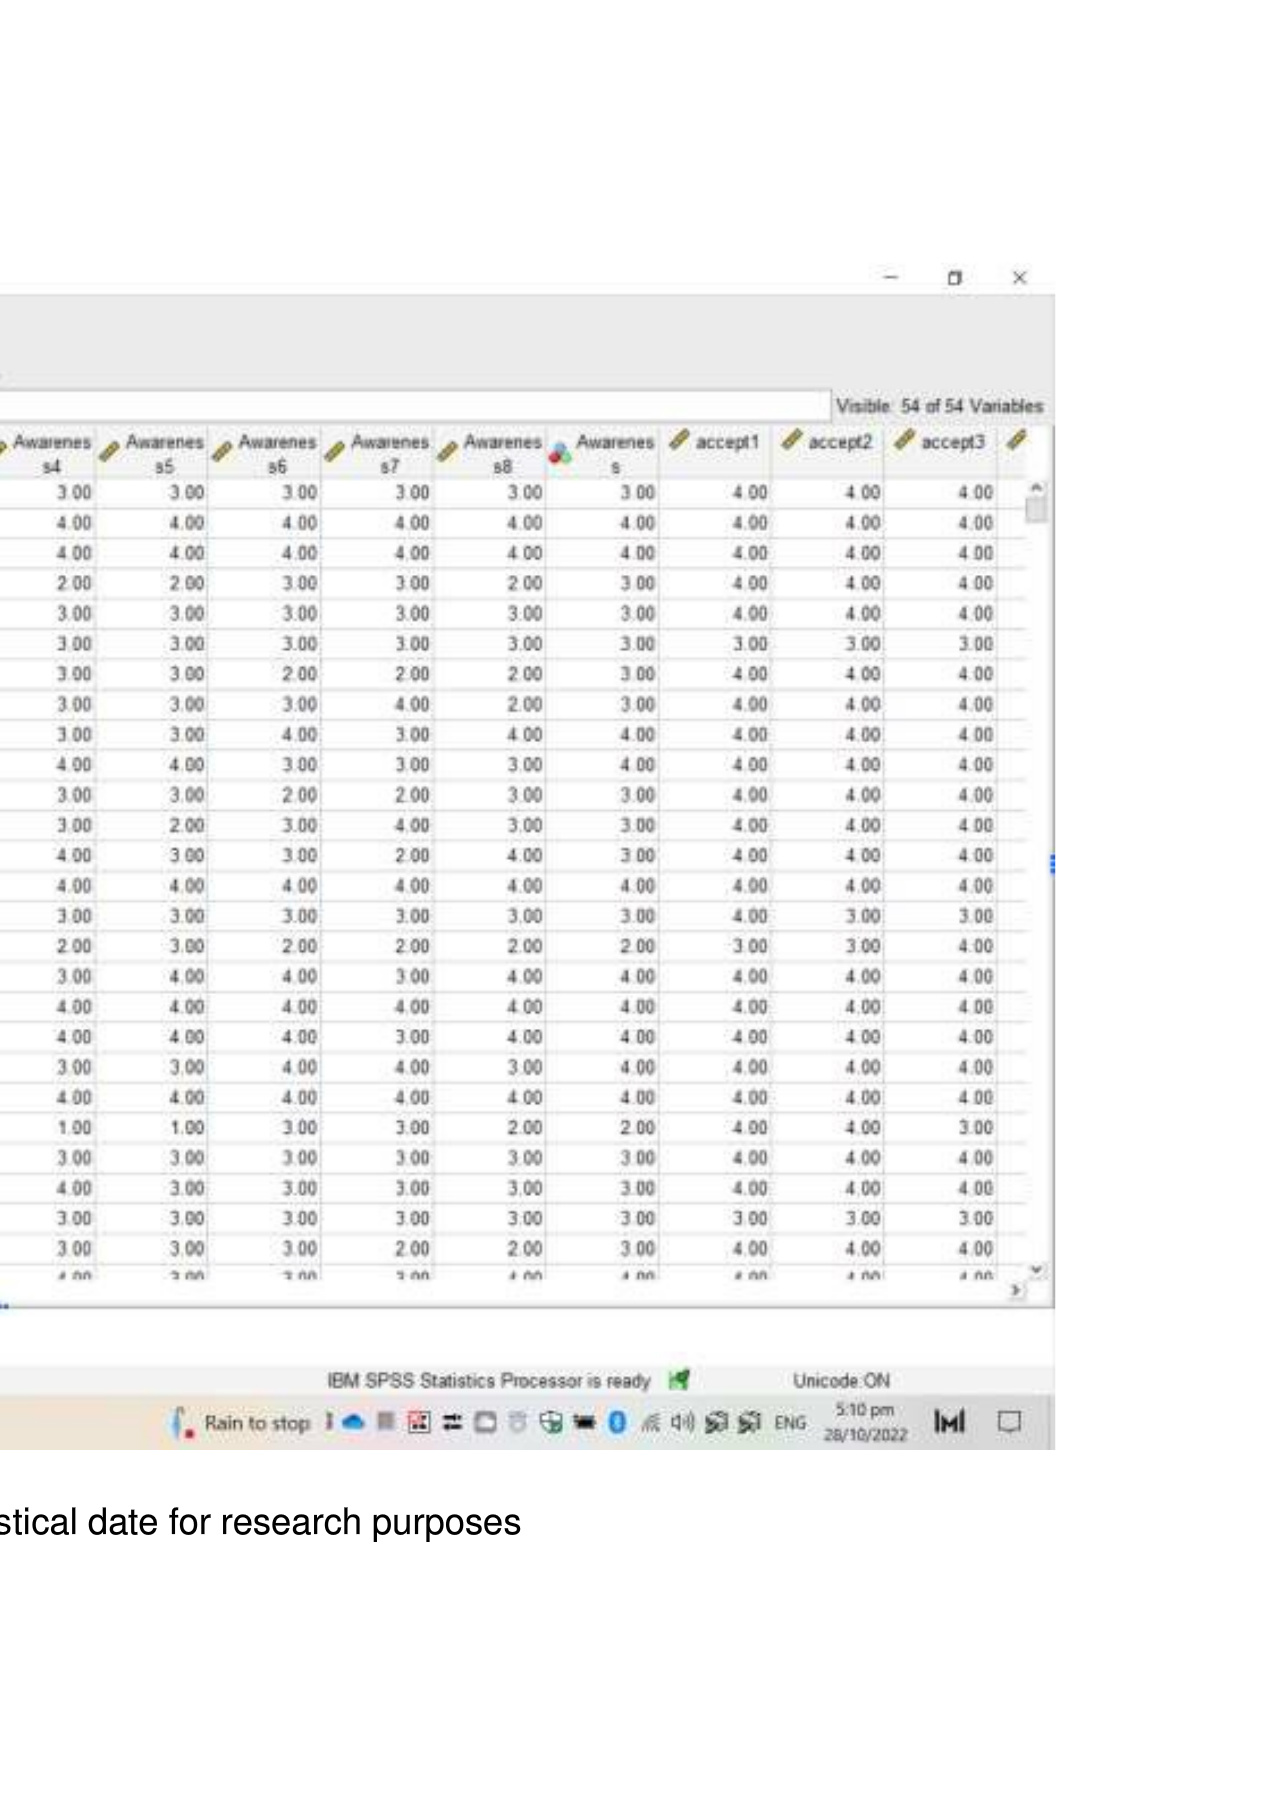 Visible: 54 of 54 Variables
Awarenes s4 Awarenes s5 Awarenes s6 Awarenes s7 Awarenes s8 Awarenes s accept1 accept2 accept3
3.00 3.00 3.00 3.00 3.00 3.00 4.00 4.00 4.00
4.00 4.00 4.00 4.00 4.00 4.00 4.00 4.00 4.00
4.00 4.00 4.00 4.00 4.00 4.00 4.00 4.00 4.00
2.00 2.00 3.00 3.00 2.00 3.00 4.00 4.00 4.00
3.00 3.00 3.00 3.00 3.00 3.00 4.00 4.00 4.00
3.00 3.00 3.00 3.00 3.00 3.00 3.00 3.00 3.00
3.00 3.00 2.00 2.00 2.00 3.00 4.00 4.00 4.00
3.00 3.00 3.00 4.00 2.00 3.00 4.00 4.00 4.00
3.00 3.00 4.00 3.00 4.00 4.00 4.00 4.00 4.00
4.00 4.00 3.00 3.00 3.00 4.00 4.00 4.00 4.00
3.00 3.00 2.00 2.00 3.00 3.00 4.00 4.00 4.00
3.00 2.00 3.00 4.00 3.00 3.00 4.00 4.00 4.00
4.00 3.00 3.00 2.00 4.00 3.00 4.00 4.00 4.00
4.00 4.00 4.00 4.00 4.00 4.00 4.00 4.00 4.00
3.00 3.00 3.00 3.00 3.00 3.00 4.00 3.00 3.00
2.00 3.00 2.00 2.00 2.00 2.00 3.00 3.00 4.00
3.00 4.00 4.00 3.00 4.00 4.00 4.00 4.00 4.00
4.00 4.00 4.00 4.00 4.00 4.00 4.00 4.00 4.00
4.00 4.00 4.00 3.00 4.00 4.00 4.00 4.00 4.00
3.00 3.00 4.00 4.00 3.00 4.00 4.00 4.00 4.00
4.00 4.00 4.00 4.00 4.00 4.00 4.00 4.00 4.00
1.00 1.00 3.00 3.00 2.00 2.00 4.00 4.00 3.00
3.00 3.00 3.00 3.00 3.00 3.00 4.00 4.00 4.00
4.00 3.00 3.00 3.00 3.00 3.00 4.00 4.00 4.00
3.00 3.00 3.00 3.00 3.00 3.00 3.00 3.00 3.00
3.00 3.00 3.00 2.00 2.00 3.00 4.00 4.00 4.00
IBM SPSS Statistics Processor is ready Unicode:ON
Rain to stop ENG 5:10 pm
28/10/2022
stical date for research purposes